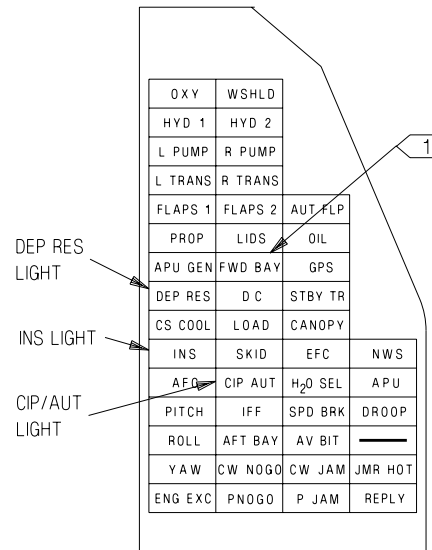 OXY WSHLD
HYD 1 HYD 2
L PUMP R PUMP
1
L TRANS R TRANS
FLAPS 1 FLAPS 2 AUT FLP
PROP LIDS OIL
DEP RES
LIGHT
APU GEN FWD BAY GPS
DEP RES D C STBY TR
CS COOL LOAD CANOPY
INS LIGHT
INS SKID EFC NWS
AFC CIP AUT H₂O SEL APU
CIP/AUT
LIGHT
PITCH IFF SPD BRK DROOP
ROLL AFT BAY AV BIT
YAW CW NOGO CW JAM JMR HOT
ENG EXC PNOGO P JAM REPLY